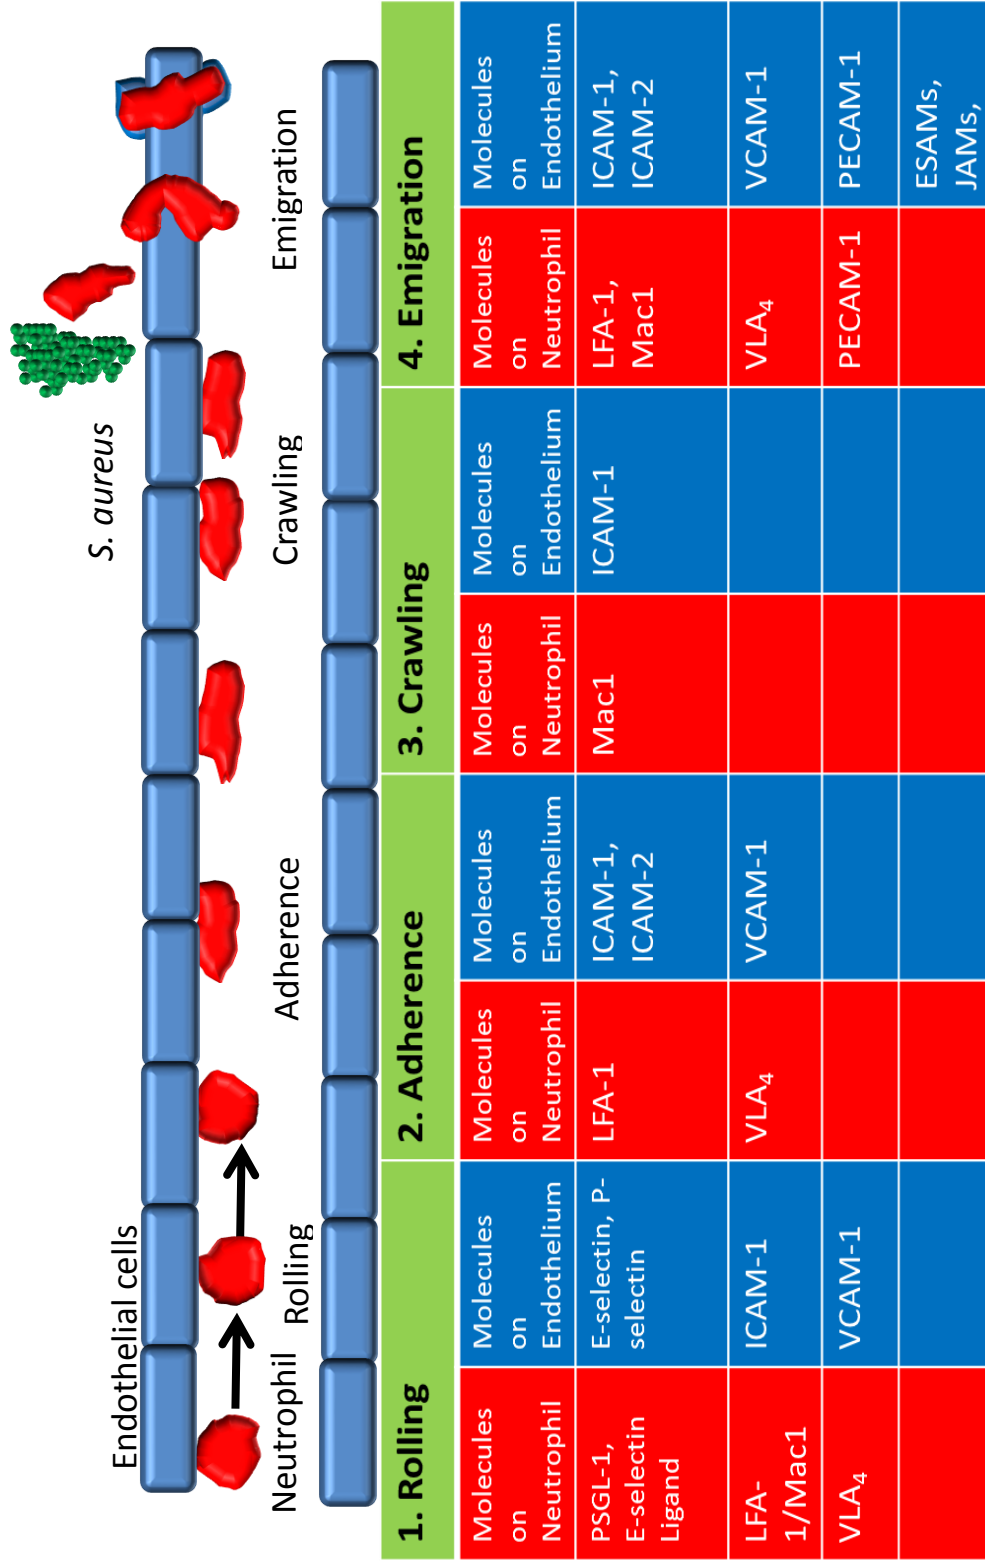 S. aureus
Endothelial cells
Neutrophil
Rolling
Adherence
Crawling
Emigration
1. Rolling
2. Adherence
3. Crawling
4. Emigration
Molecules
on
Neutrophil
Molecules
on
Endothelium
Molecules
on
Neutrophil
Molecules
on
Endothelium
Molecules
on
Neutrophil
Molecules
on
Endothelium
Molecules
on
Neutrophil
Molecules
on
Endothelium
PSGL-1,
E-selectin
Ligand
E-selectin, P-
selectin
LFA-1
ICAM-1,
ICAM-2
Mac1
ICAM-1
LFA-1,
Mac1
ICAM-1,
ICAM-2
LFA-
1/Mac1
ICAM-1
VLA₄
VCAM-1
VLA₄
VCAM-1
VLA₄
VCAM-1
PECAM-1
PECAM-1
ESAMs,
JAMs,